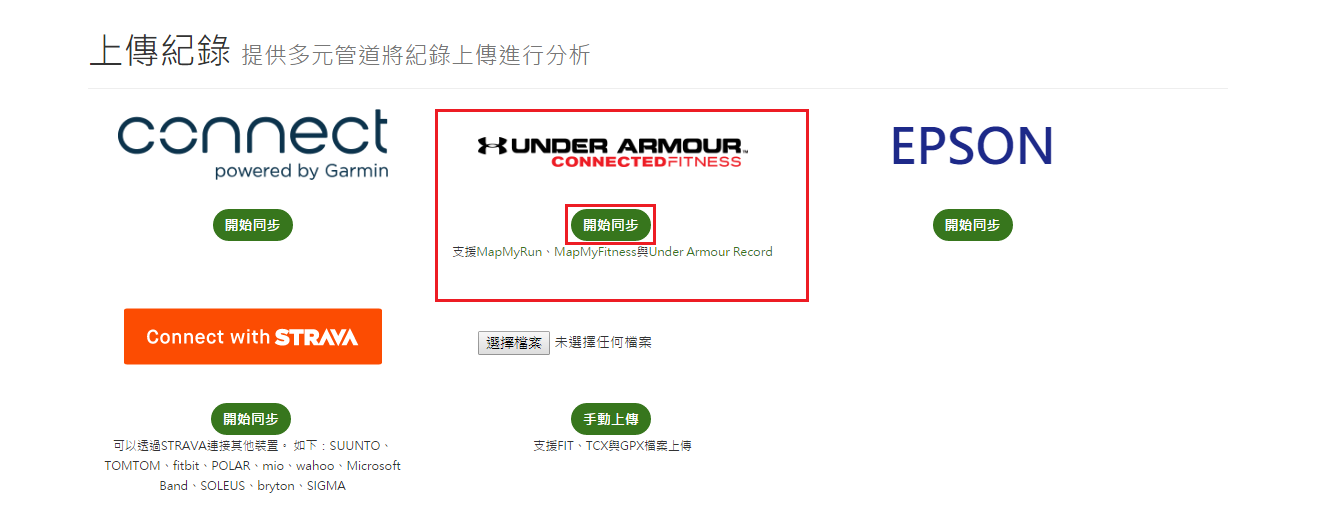 上傳紀錄 提供多元管道將紀錄上傳進行分析
connect
powered by Garmin
開始同步
UNDER ARMOUR™
CONNECTEDFITNESS
開始同步
支援MapMyRun、MapMyFitness與Under Armour Record
EPSON
開始同步
Connect with STRAVA
開始同步
可以透過STRAVA連接其他裝置。 如下：SUUNTO、
TOMTOM、fitbit、POLAR、mio、wahoo、Microsoft
Band、SOLEUS、bryton、SIGMA
選擇檔案 未選擇任何檔案
手動上傳
支援FIT、TCX與GPX檔案上傳